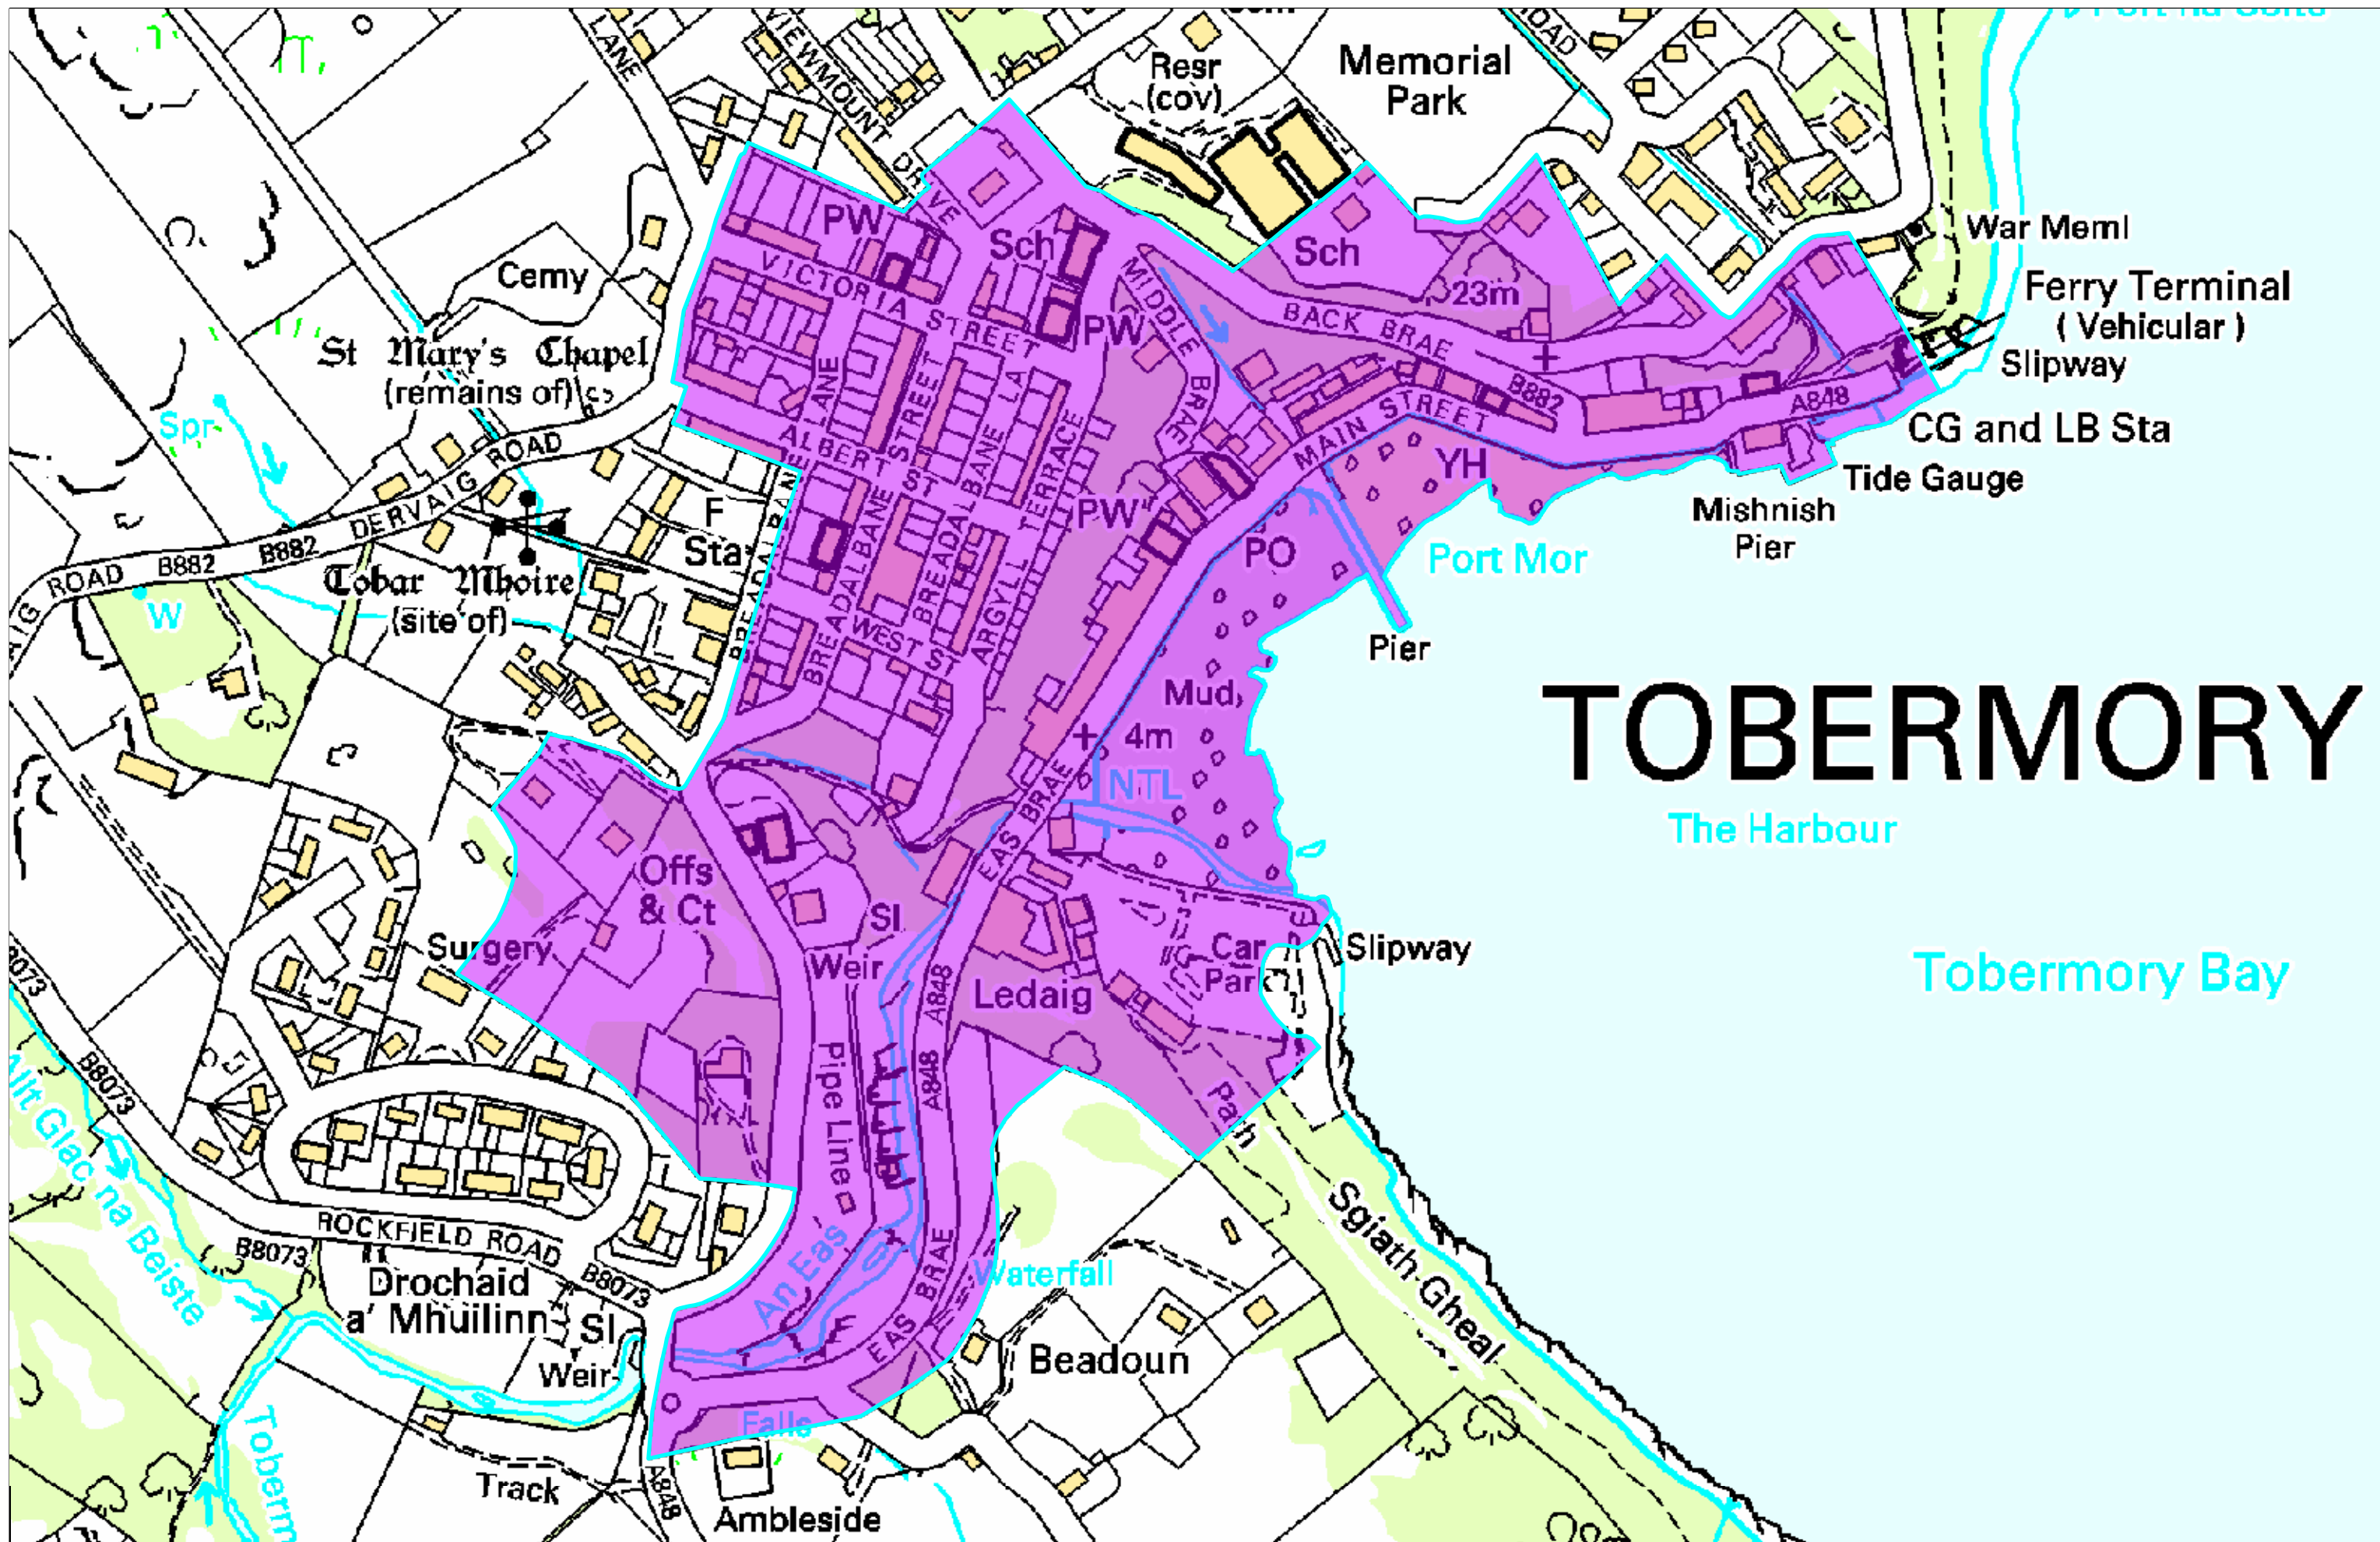 LANE
VIEWMOUNT DRIVE
Resr
(cov)
Memorial
Park
ROAD
War Meml
Ferry Terminal
( Vehicular )
Slipway
CG and LB Sta
Tide Gauge
Mishnish
Pier
PW
Sch
Sch
23m
VICTORIA STREET
PW
MIDDLE BRAE
BACK BRAE
B882
MAIN STREET
A848
Cemy
St Mary's Chapel
(remains of)
Spr
LANE
ALBERT ST
STREET
BREADALBANE LA
ARGYLL TERRACE
BREADALBANE
WEST ST
DERVAIG ROAD
B882
B882
ROAD
F
Sta
Tobar Mhoire
(site of)
W
PW
YH
PO
Port Mor
Pier
Mud
4m
NTL
TOBERMORY
The Harbour
Tobermory Bay
EAS BRAE
Offs
& Ct
Surgery
Sl
Weir
Ledaig
Car
Park
Slipway
A848
A848
Pipe Line
Path
B8073
B8073
Allt Glac na Beiste
ROCKFIELD ROAD
B8073
B8073
Drochaid
a' Mhuilinn
Sl
Weir
An Eas
EAS BRAE
Waterfall
Sgiath Gheal
Beadoun
Falls
Track
A848
Ambleside
Toberm